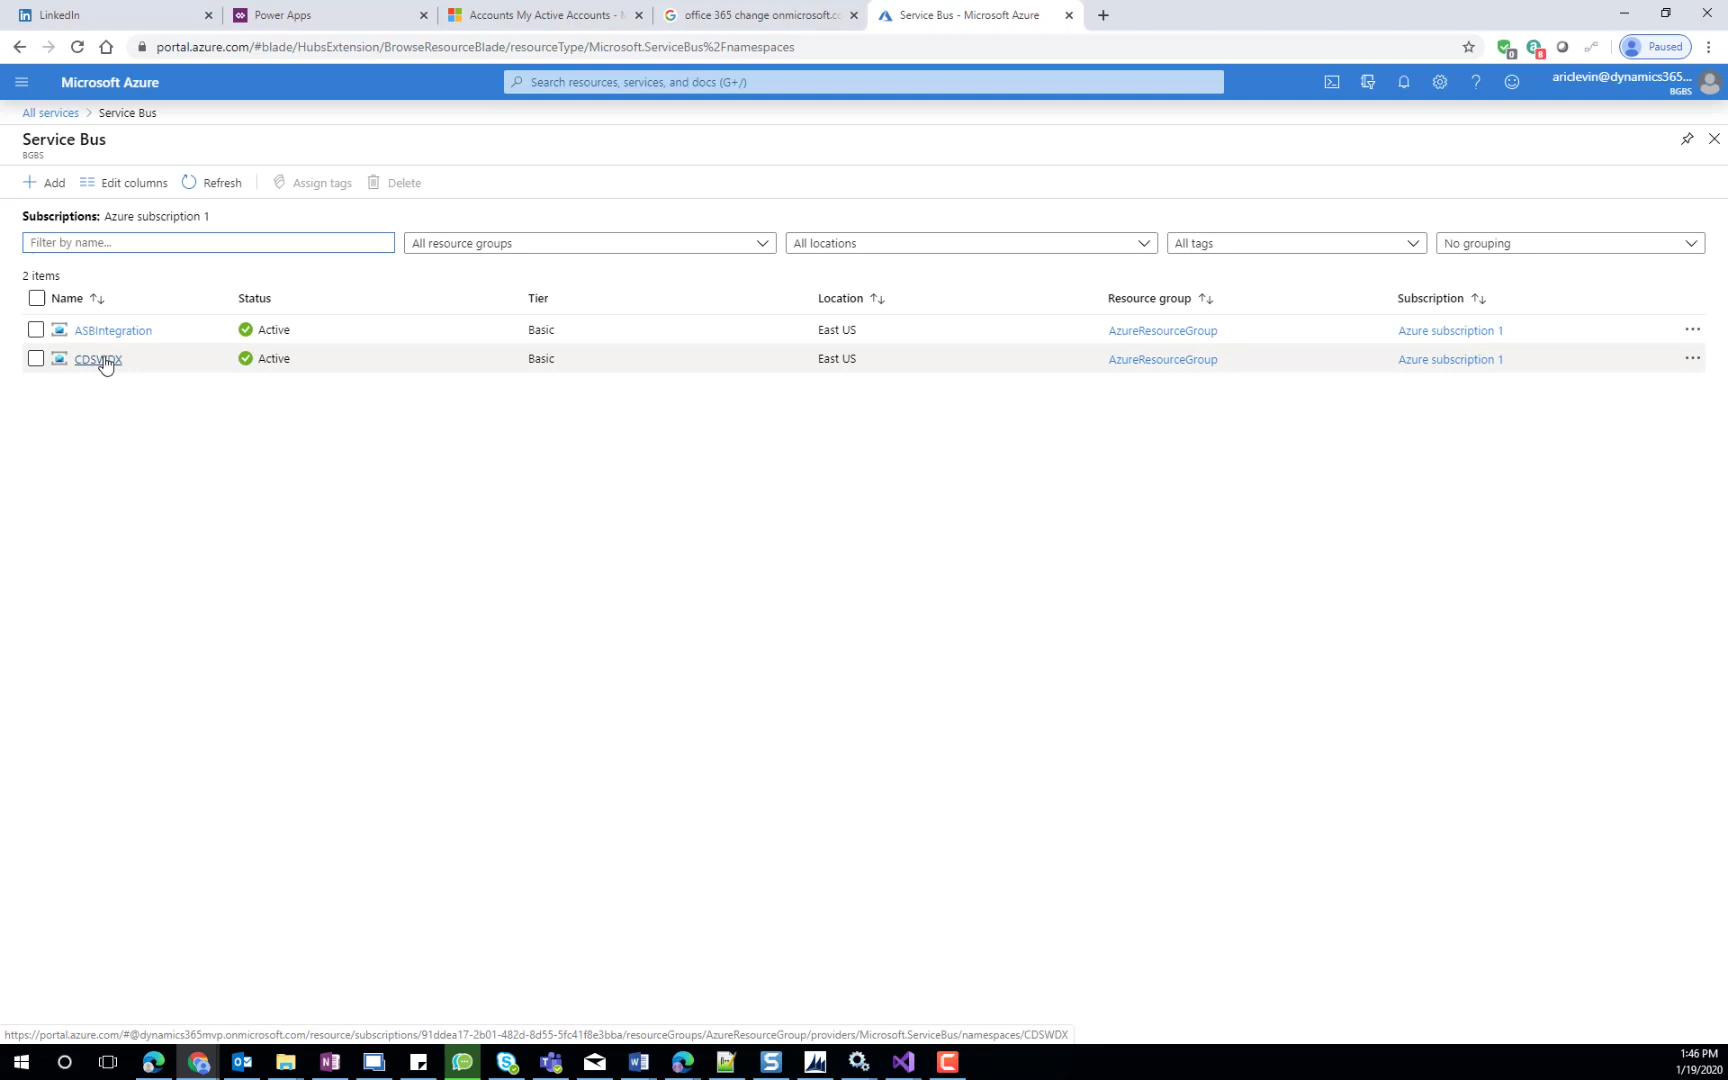 LinkedIn
Power Apps
Accounts My Active Accounts - M
office 365 change onmicrosoft.co
Service Bus - Microsoft Azure
portal.azure.com/#blade/HubsExtension/BrowseResourceBlade/resourceType/Microsoft.ServiceBus%2Fnamespaces
0
8
Paused
Microsoft Azure
Search resources, services, and docs (G+/)
ariclevin@dynamics365...
BGBS
All services > Service Bus
Service Bus
BGBS
Add Edit columns Refresh Assign tags Delete
Subscriptions: Azure subscription 1
Filter by name... All resource groups All locations All tags No grouping
2 items
Name Status Tier Location Resource group Subscription
ASBIntegration Active Basic East US AzureResourceGroup Azure subscription 1 ...
CDSWDX Active Basic East US AzureResourceGroup Azure subscription 1 ...
https://portal.azure.com/#@dynamics365mvp.onmicrosoft.com/resource/subscriptions/91ddea17-2b01-482d-8d55-5fc41f8e3bba/resourceGroups/AzureResourceGroup/providers/Microsoft.ServiceBus/namespaces/CDSWDX
1:46 PM
1/19/2020